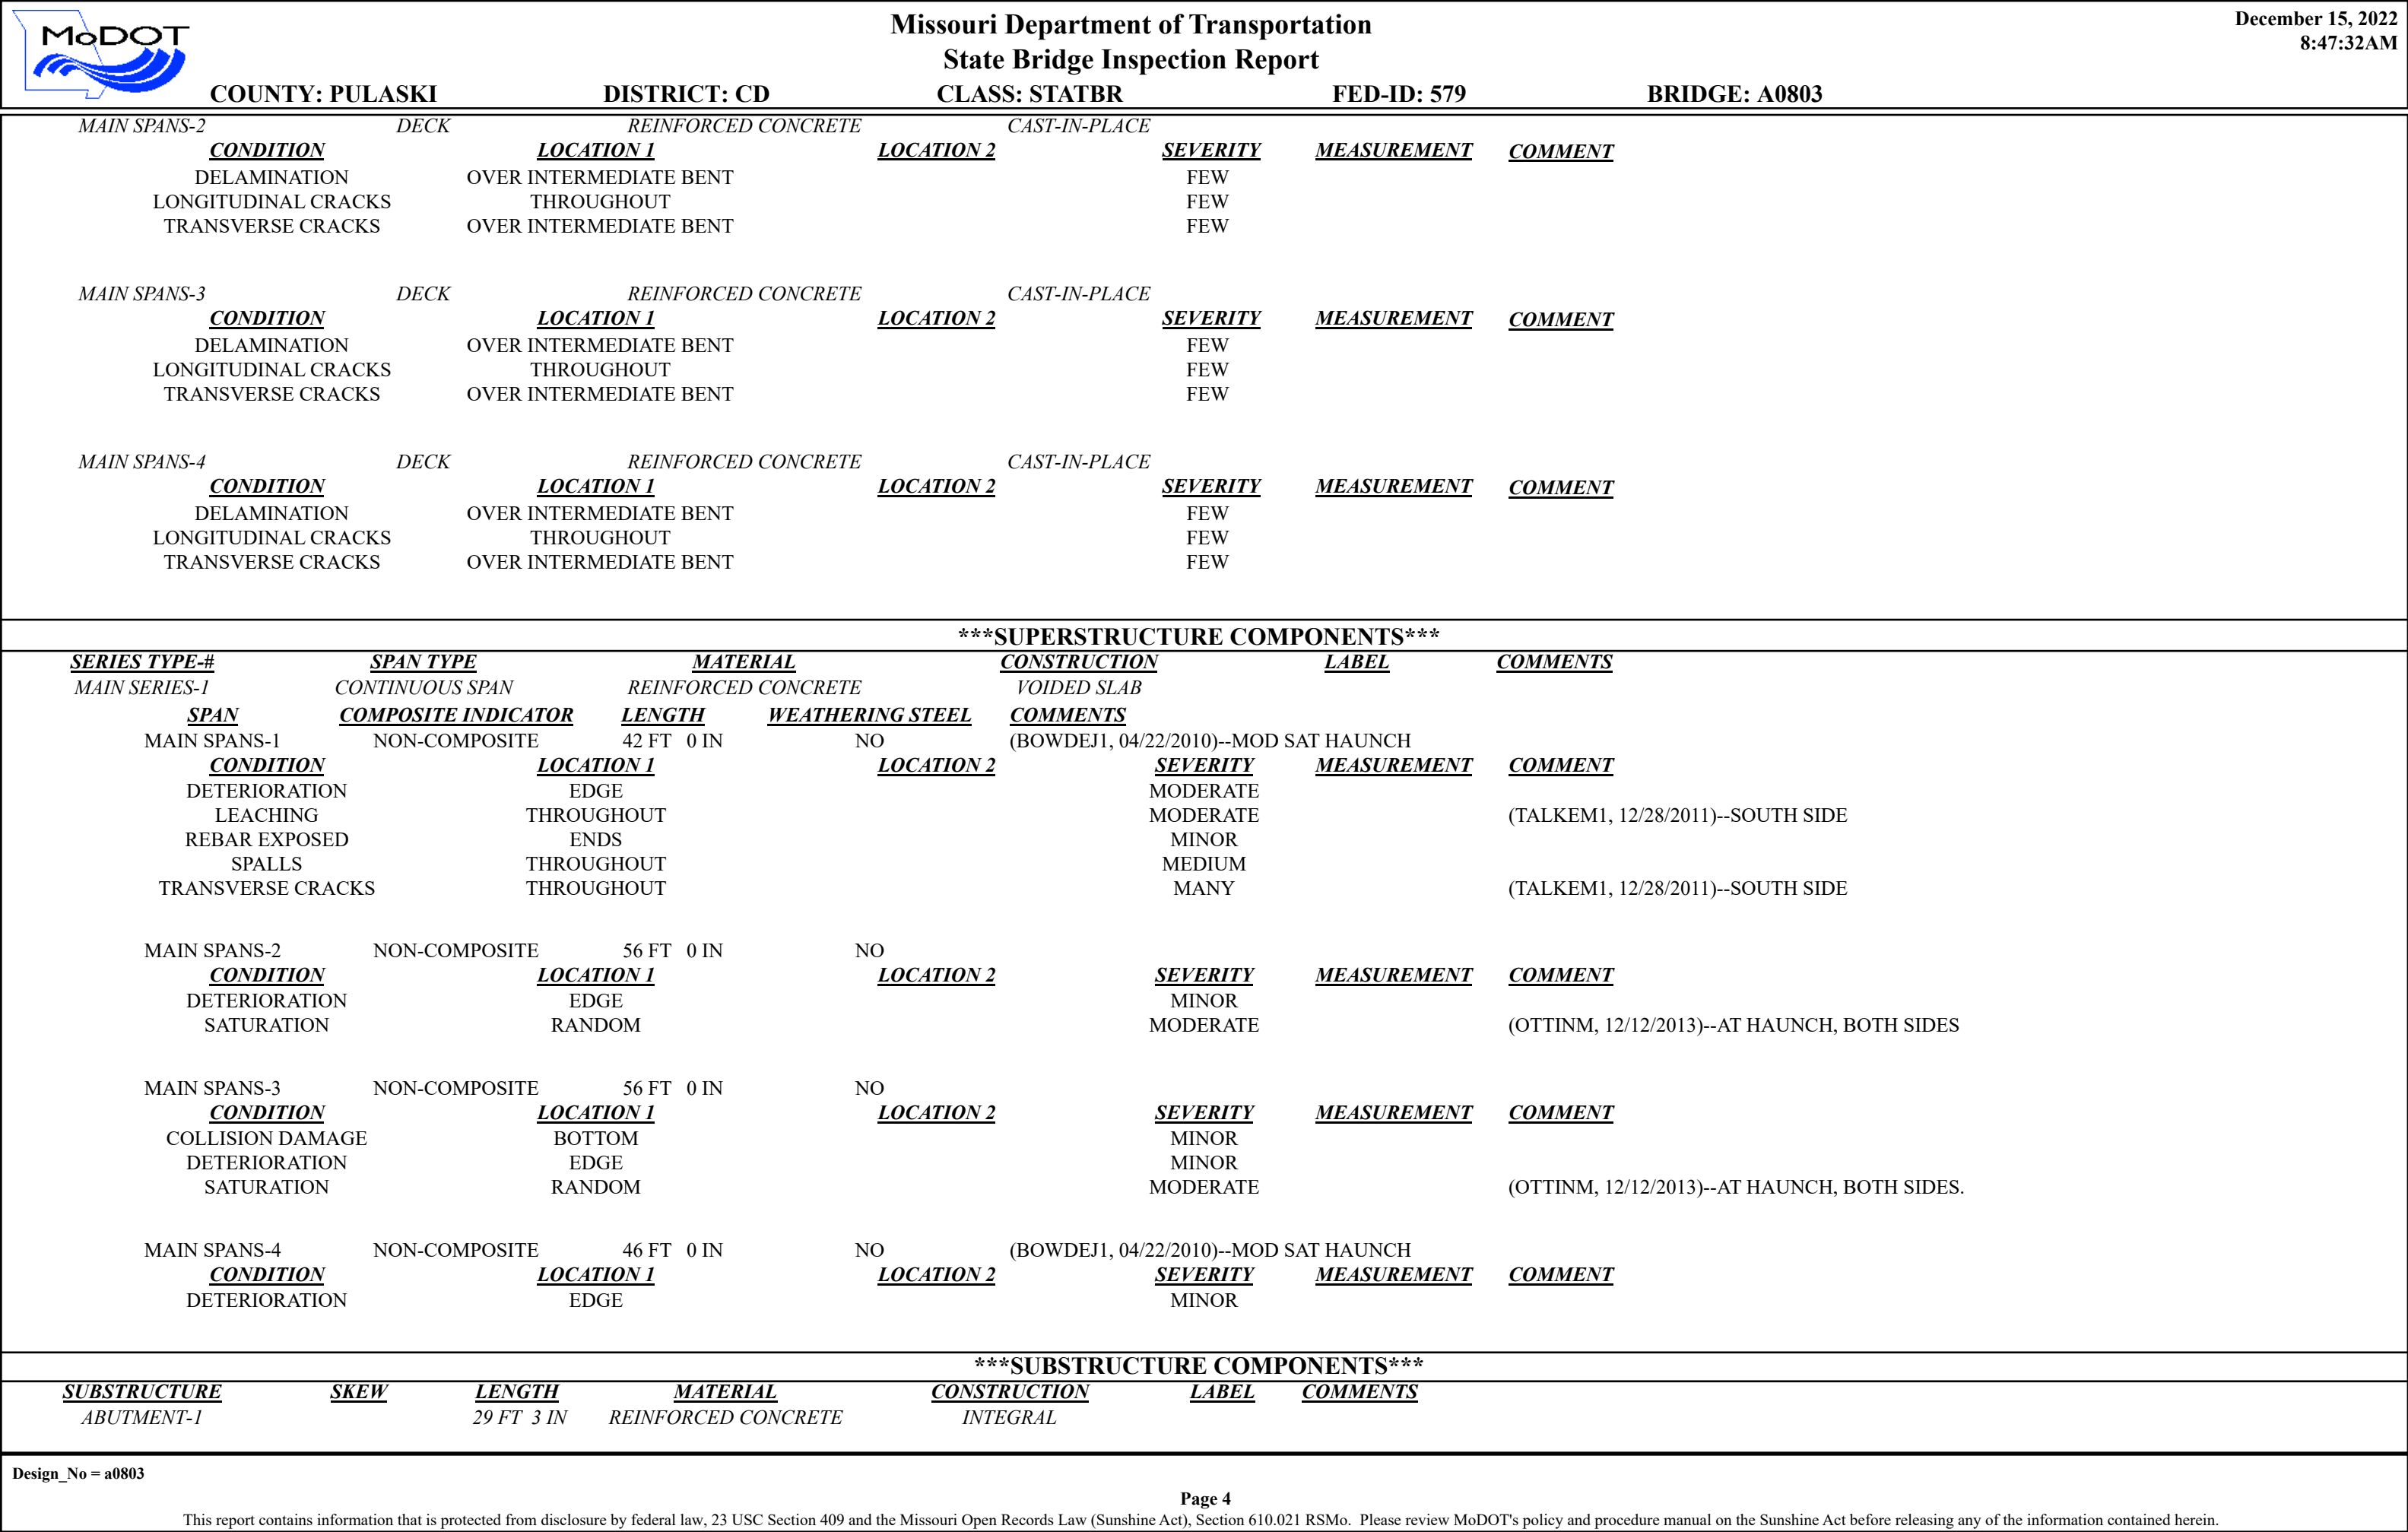 MoDOT
Missouri Department of Transportation
State Bridge Inspection Report
December 15, 2022
8:47:32AM
COUNTY: PULASKI DISTRICT: CD CLASS: STATBR FED-ID: 579 BRIDGE: A0803
MAIN SPANS-2 DECK REINFORCED CONCRETE CAST-IN-PLACE
CONDITION LOCATION 1 LOCATION 2 SEVERITY MEASUREMENT COMMENT
DELAMINATION OVER INTERMEDIATE BENT FEW
LONGITUDINAL CRACKS THROUGHOUT FEW
TRANSVERSE CRACKS OVER INTERMEDIATE BENT FEW
MAIN SPANS-3 DECK REINFORCED CONCRETE CAST-IN-PLACE
CONDITION LOCATION 1 LOCATION 2 SEVERITY MEASUREMENT COMMENT
DELAMINATION OVER INTERMEDIATE BENT FEW
LONGITUDINAL CRACKS THROUGHOUT FEW
TRANSVERSE CRACKS OVER INTERMEDIATE BENT FEW
MAIN SPANS-4 DECK REINFORCED CONCRETE CAST-IN-PLACE
CONDITION LOCATION 1 LOCATION 2 SEVERITY MEASUREMENT COMMENT
DELAMINATION OVER INTERMEDIATE BENT FEW
LONGITUDINAL CRACKS THROUGHOUT FEW
TRANSVERSE CRACKS OVER INTERMEDIATE BENT FEW
***SUPERSTRUCTURE COMPONENTS***
SERIES TYPE-# SPAN TYPE MATERIAL CONSTRUCTION LABEL COMMENTS
MAIN SERIES-1 CONTINUOUS SPAN REINFORCED CONCRETE VOIDED SLAB
SPAN COMPOSITE INDICATOR LENGTH WEATHERING STEEL COMMENTS
MAIN SPANS-1 NON-COMPOSITE 42 FT 0 IN NO (BOWDEJ1, 04/22/2010)--MOD SAT HAUNCH
CONDITION LOCATION 1 LOCATION 2 SEVERITY MEASUREMENT COMMENT
DETERIORATION EDGE MODERATE
LEACHING THROUGHOUT MODERATE (TALKEM1, 12/28/2011)--SOUTH SIDE
REBAR EXPOSED ENDS MINOR
SPALLS THROUGHOUT MEDIUM
TRANSVERSE CRACKS THROUGHOUT MANY (TALKEM1, 12/28/2011)--SOUTH SIDE
MAIN SPANS-2 NON-COMPOSITE 56 FT 0 IN NO
CONDITION LOCATION 1 LOCATION 2 SEVERITY MEASUREMENT COMMENT
DETERIORATION EDGE MINOR
SATURATION RANDOM MODERATE (OTTINM, 12/12/2013)--AT HAUNCH, BOTH SIDES
MAIN SPANS-3 NON-COMPOSITE 56 FT 0 IN NO
CONDITION LOCATION 1 LOCATION 2 SEVERITY MEASUREMENT COMMENT
COLLISION DAMAGE BOTTOM MINOR
DETERIORATION EDGE MINOR
SATURATION RANDOM MODERATE (OTTINM, 12/12/2013)--AT HAUNCH, BOTH SIDES.
MAIN SPANS-4 NON-COMPOSITE 46 FT 0 IN NO (BOWDEJ1, 04/22/2010)--MOD SAT HAUNCH
CONDITION LOCATION 1 LOCATION 2 SEVERITY MEASUREMENT COMMENT
DETERIORATION EDGE MINOR
***SUBSTRUCTURE COMPONENTS***
SUBSTRUCTURE SKEW LENGTH MATERIAL CONSTRUCTION LABEL COMMENTS
ABUTMENT-1 29 FT 3 IN REINFORCED CONCRETE INTEGRAL
Design_No = a0803
Page 4
This report contains information that is protected from disclosure by federal law, 23 USC Section 409 and the Missouri Open Records Law (Sunshine Act), Section 610.021 RSMo. Please review MoDOT's policy and procedure manual on the Sunshine Act before releasing any of the information contained herein.